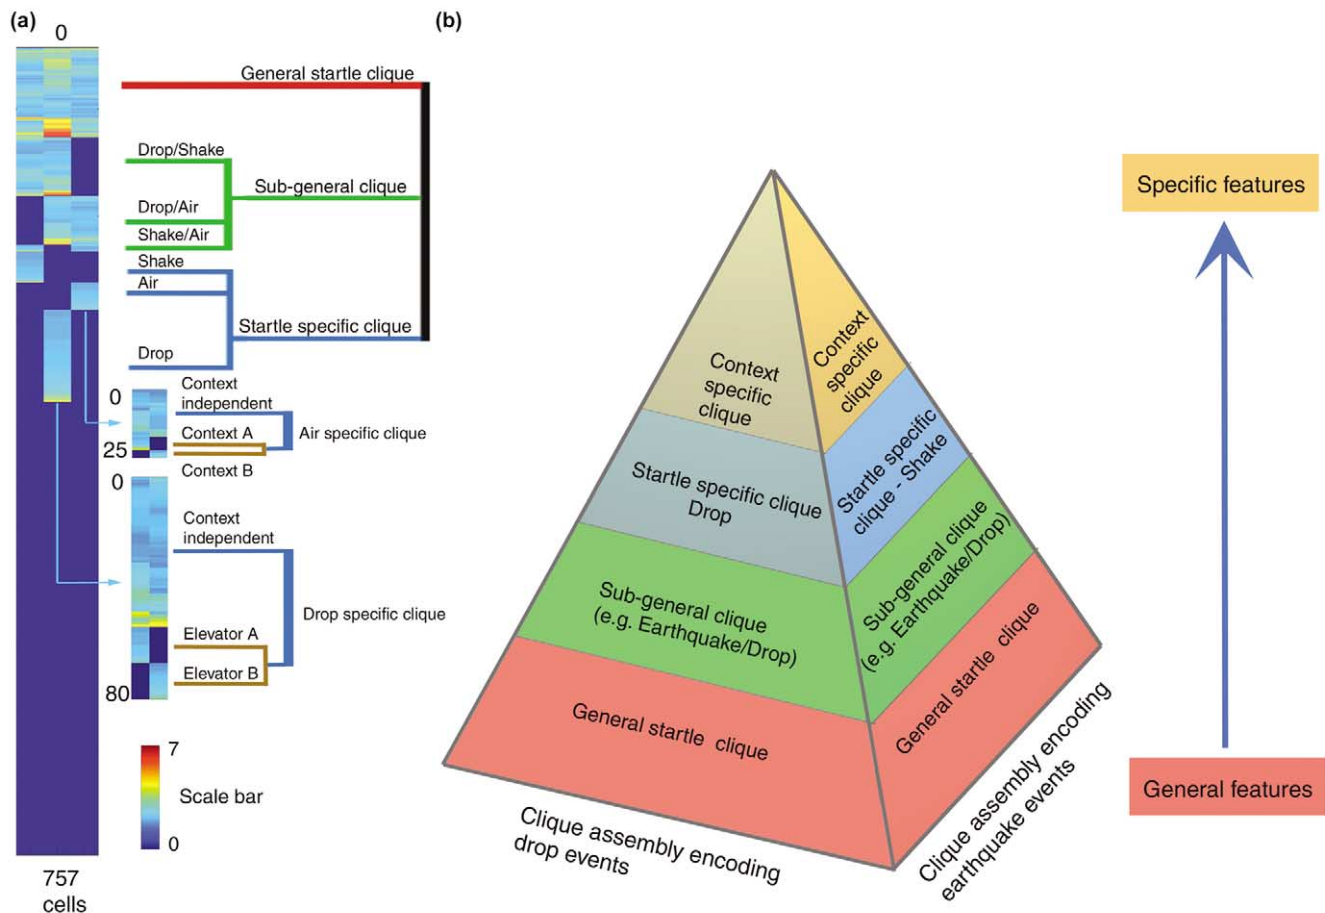 (a)
0
General startle clique
Drop/Shake
Sub-general clique
Drop/Air
Shake/Air
Shake
Air
Startle specific clique
Drop
0
Context
independent
Context A
Air specific clique
25
Context B
0
Context
independent
Drop specific clique
Elevator A
Elevator B
80
7
Scale bar
0
757
cells
(b)
Context
specific
clique
Context
specific
clique
Startle specific clique
Drop
Startle specific
clique - Shake
Sub-general clique
(e.g. Earthquake/Drop)
Sub-general clique
(e.g. Earthquake/Drop)
General startle clique
General startle clique
Clique assembly encoding
drop events
Clique assembly encoding
earthquake events
Specific features
General features